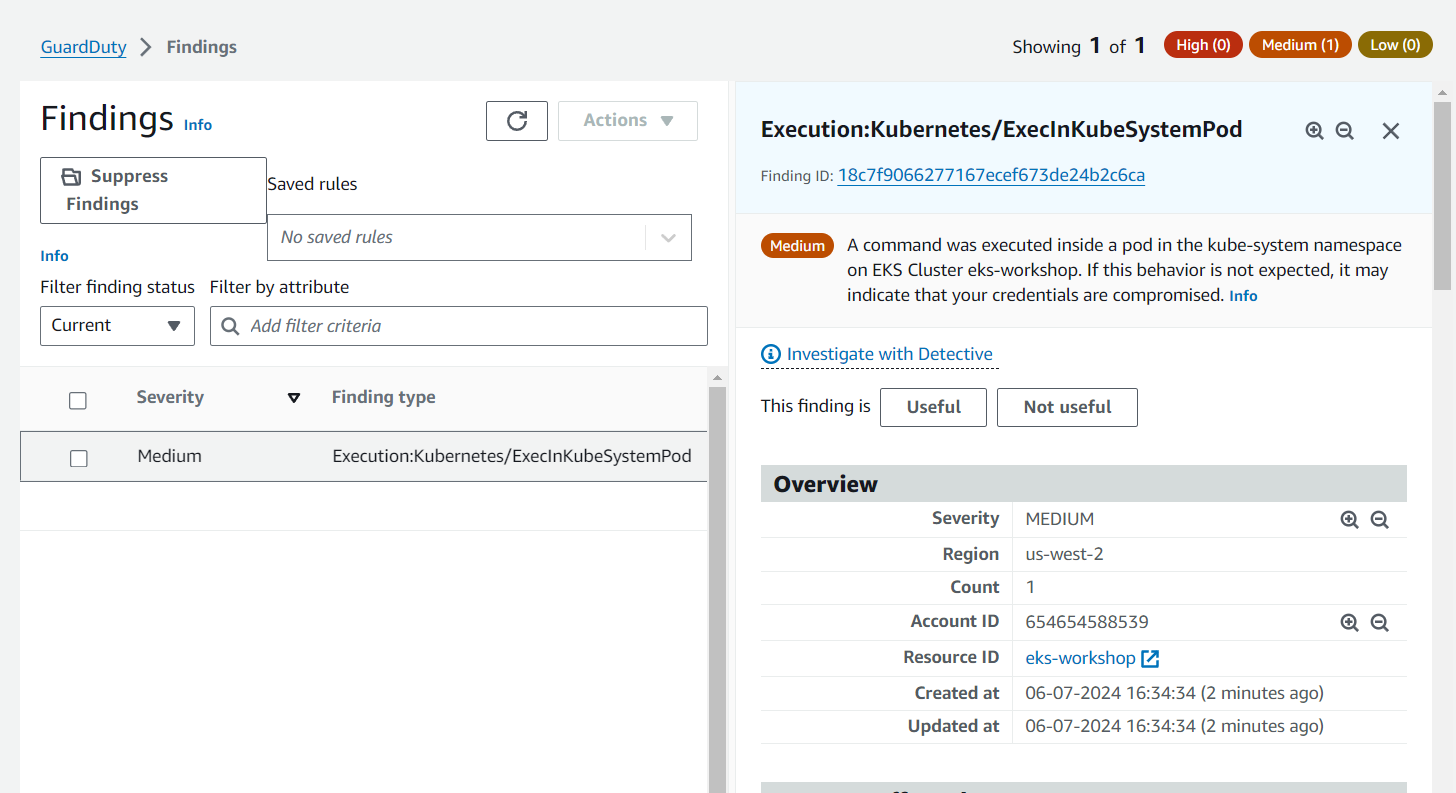 GuardDuty > Findings
Showing 1 of 1 High (0) Medium (1) Low (0)
Findings Info
Actions
Suppress
Findings
Saved rules
No saved rules
Info
Filter finding status Filter by attribute
Current Add filter criteria
Severity Finding type
Medium Execution:Kubernetes/ExecInKubeSystemPod
Execution:Kubernetes/ExecInKubeSystemPod
Finding ID: 18c7f9066277167ecef673de24b2c6ca
Medium A command was executed inside a pod in the kube-system namespace
on EKS Cluster eks-workshop. If this behavior is not expected, it may
indicate that your credentials are compromised. Info
Investigate with Detective
This finding is Useful Not useful
Overview
Severity MEDIUM
Region us-west-2
Count 1
Account ID 654654588539
Resource ID eks-workshop
Created at 06-07-2024 16:34:34 (2 minutes ago)
Updated at 06-07-2024 16:34:34 (2 minutes ago)